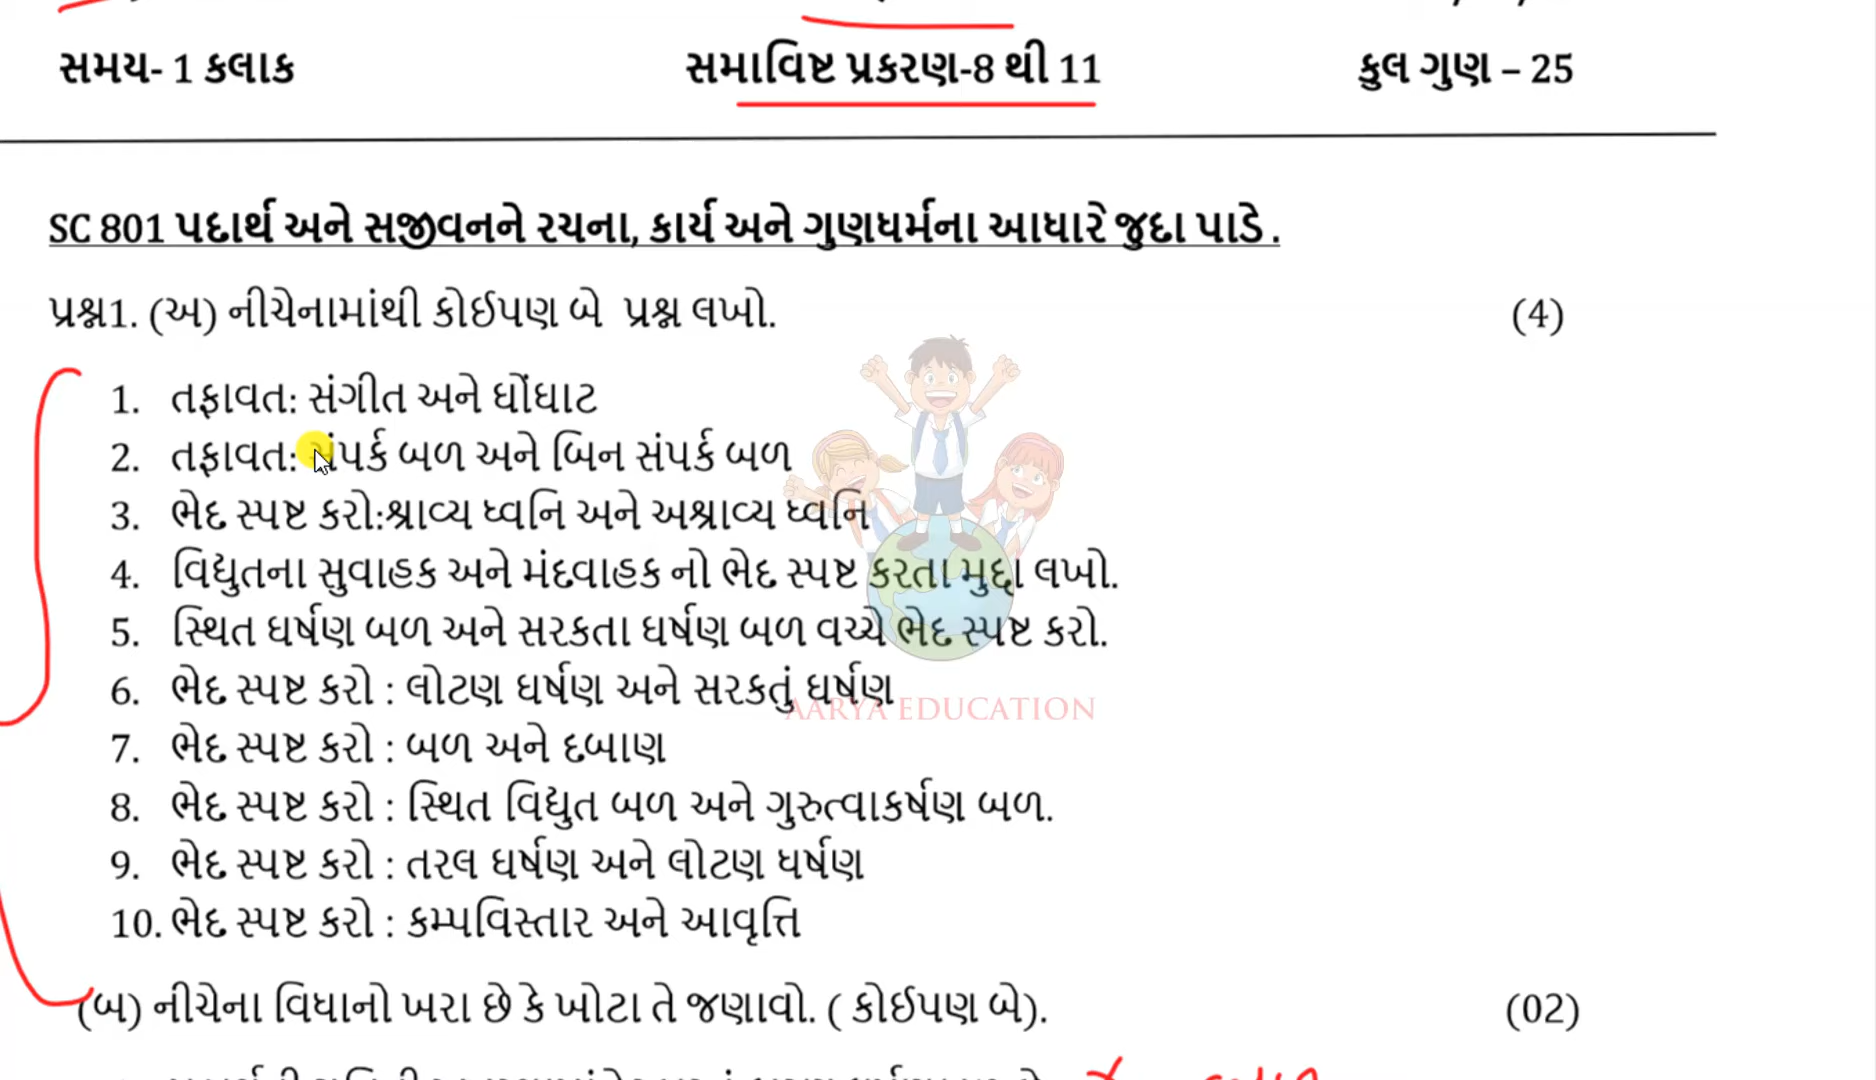 સમય- 1 કલાક સમાવિષ્ટ પ્રકરણ-8 થી 11 કુલ ગુણ – 25
SC 801 પદાર્થ અને સજીવનને રચના, કાર્ય અને ગુણધર્મના આધારે જુદા પાડે .
પ્રશ્ન1. (અ) નીચેનામાંથી કોઈપણ બે પ્રશ્ન લખો. (4)
1. તફાવત: સંગીત અને ઘોંઘાટ
2. તફાવત: સંપર્ક બળ અને બિન સંપર્ક બળ
3. ભેદ સ્પષ્ટ કરો:શ્રાવ્ય ધ્વનિ અને અશ્રાવ્ય ધ્વનિ
4. વિદ્યુતના સુવાહક અને મંદવાહક નો ભેદ સ્પષ્ટ કરતા મુદ્દા લખો.
5. સ્થિત ઘર્ષણ બળ અને સરકતા ઘર્ષણ બળ વચ્ચે ભેદ સ્પષ્ટ કરો.
6. ભેદ સ્પષ્ટ કરો : લોટણ ઘર્ષણ અને સરકતું ઘર્ષણ
AARYA EDUCATION
7. ભેદ સ્પષ્ટ કરો : બળ અને દબાણ
8. ભેદ સ્પષ્ટ કરો : સ્થિત વિદ્યુત બળ અને ગુરુત્વાકર્ષણ બળ.
9. ભેદ સ્પષ્ટ કરો : તરલ ઘર્ષણ અને લોટણ ઘર્ષણ
10. ભેદ સ્પષ્ટ કરો : કમ્પવિસ્તાર અને આવૃત્તિ
(બ) નીચેના વિધાનો ખરા છે કે ખોટા તે જણાવો. ( કોઈપણ બે). (02)